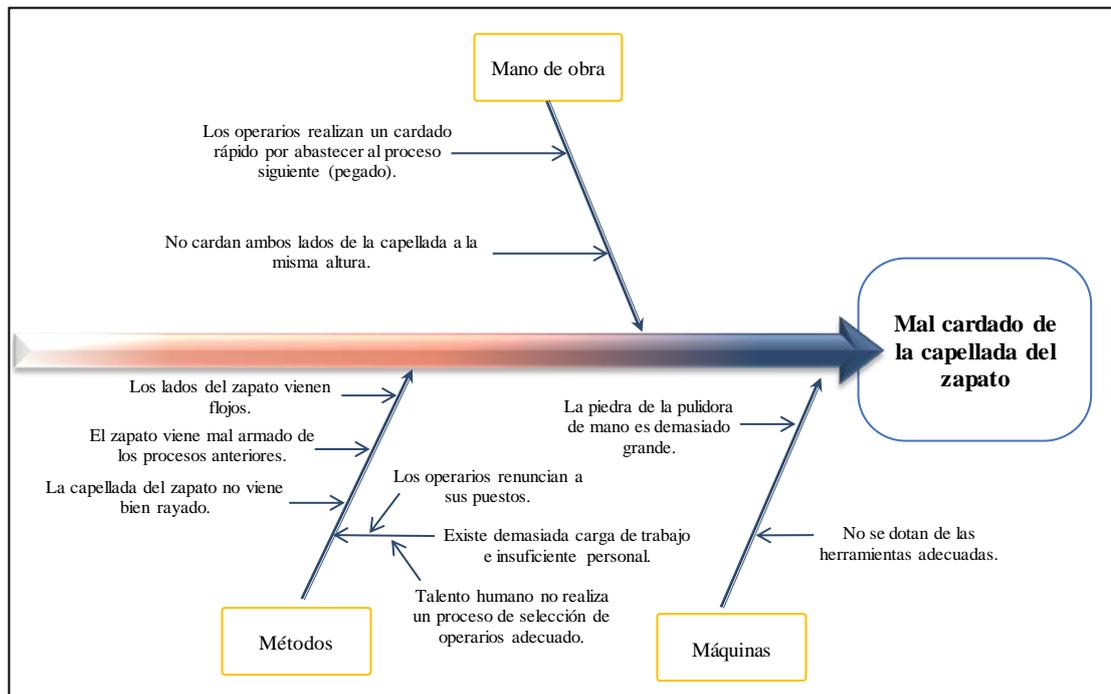 Mano de obra
Los operarios realizan un cardado
rápido por abastecer al proceso
siguiente (pegado).
No cardan ambos lados de la capellada a la
misma altura.
Mal cardado de
la capellada del
zapato
Los lados del zapato vienen
flojos.
El zapato viene mal armado de
los procesos anteriores.
La capellada del zapato no viene
bien rayado.
Los operarios renuncian a
sus puestos.
Existe demasiada carga de trabajo
e insuficiente personal.
Talento humano no realiza
un proceso de selección de
operarios adecuado.
Métodos
La piedra de la pulidora
de mano es demasiado
grande.
No se dotan de las
herramientas adecuadas.
Máquinas